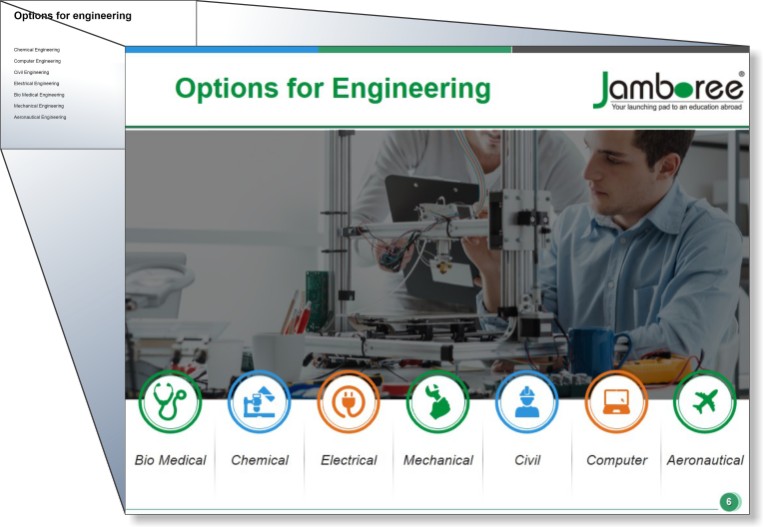 Options for engineering
Chemical Engineering
Computer Engineering
Civil Engineering
Electrical Engineering
Bio Medical Engineering
Mechanical Engineering
Aeronautical Engineering
Options for Engineering
Jamboree®
Your launching pad to an education abroad
Bio Medical
Chemical
Electrical
Mechanical
Civil
Computer
Aeronautical
6